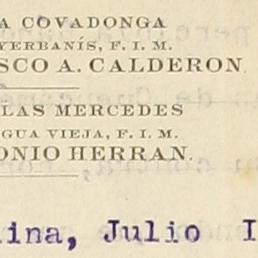 A COVADONGA
YERBANÍS, F. I. M.
SCO A. CALDERON.
LAS MERCEDES
GUA VIEJA, F. I. M.
ONIO HERRAN.
ina, Julio I